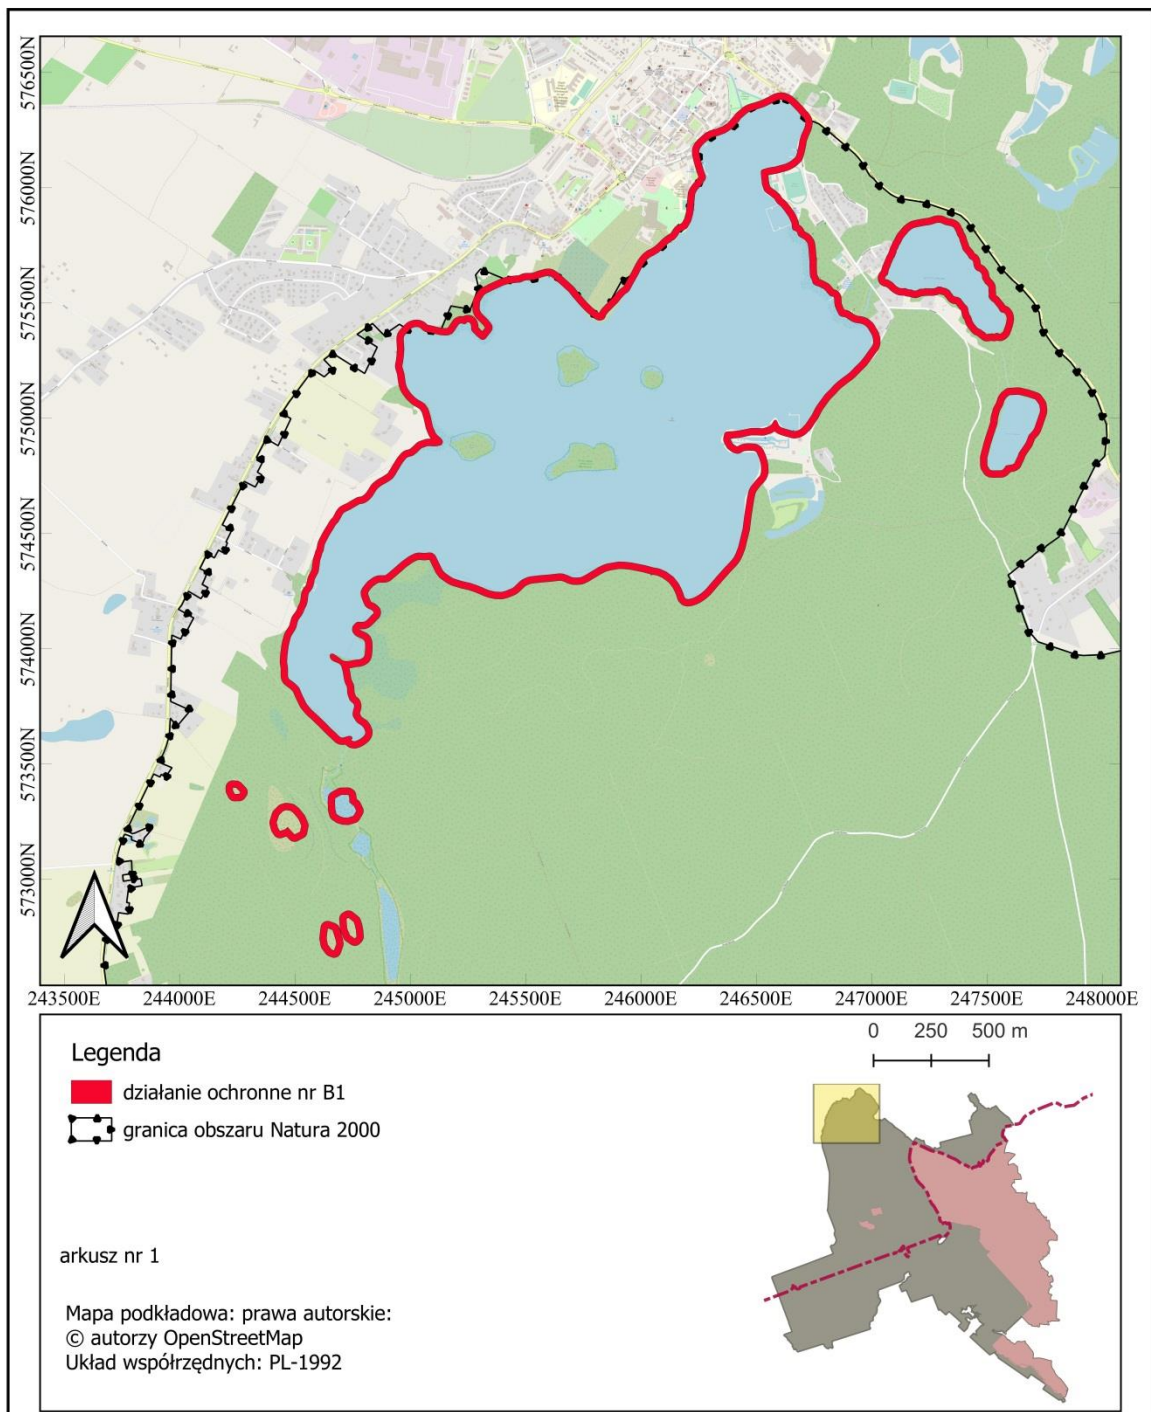 576500N
576000N
575500N
575000N
574500N
574000N
573500N
573000N
243500E 244000E 244500E 245000E 245500E 246000E 246500E 247000E 247500E 248000E
Legenda
działanie ochronne nr B1
granica obszaru Natura 2000
0 250 500 m
arkusz nr 1
Mapa podkładowa: prawa autorskie:
© autorzy OpenStreetMap
Układ współrzędnych: PL-1992